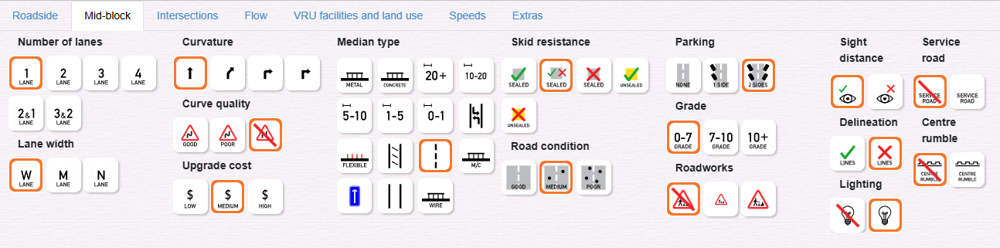 Roadside Mid-block Intersections Flow VRU facilities and land use Speeds Extras
Number of lanes
1 LANE
2 LANE
3 LANE
4 LANE
2&1 LANE
3&2 LANE
Lane width
W LANE
M LANE
N LANE
Curvature
Curve quality
GOOD
POOR
Upgrade cost
$ LOW
$ MEDIUM
$ HIGH
Median type
METAL
CONCRETE
20+
10-20
5-10
1-5
0-1
FLEXIBLE
M/C
WIRE
Skid resistance
SEALED
SEALED
SEALED
UNSEALED
UNSEALED
Road condition
GOOD
MEDIUM
POOR
Parking
NONE
1 SIDE
2 SIDES
Grade
0-7 GRADE
7-10 GRADE
10+ GRADE
Roadworks
Sight
distance
Delineation
LINES
LINES
Lighting
Service
road
SERVICE ROAD
SERVICE ROAD
Centre
rumble
CENTRE RUMBLE
CENTRE RUMBLE